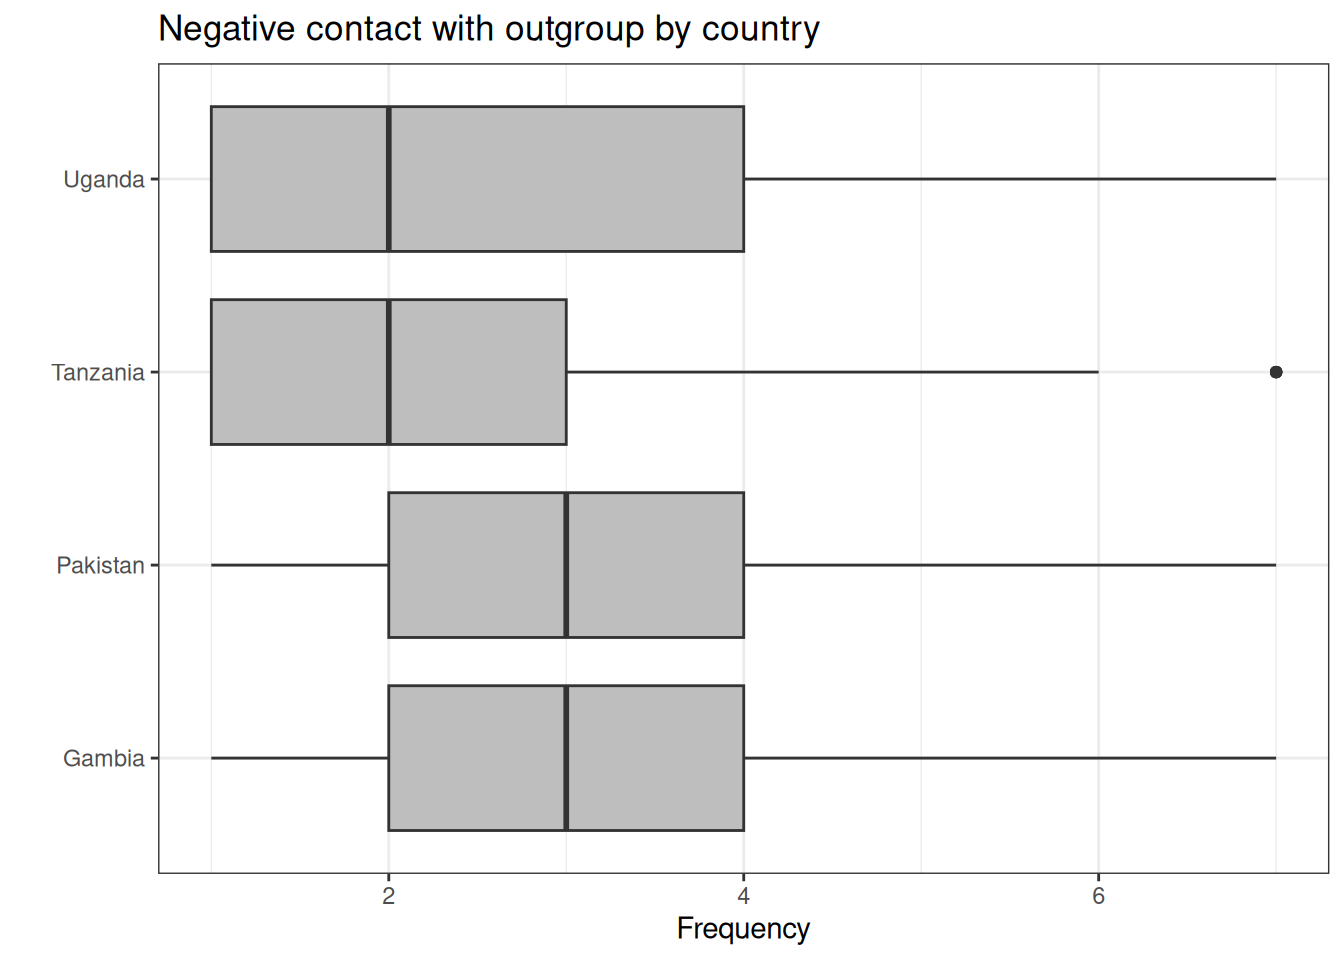 Negative contact with outgroup by country
Uganda
Tanzania
Pakistan
Gambia
2 4 6
Frequency